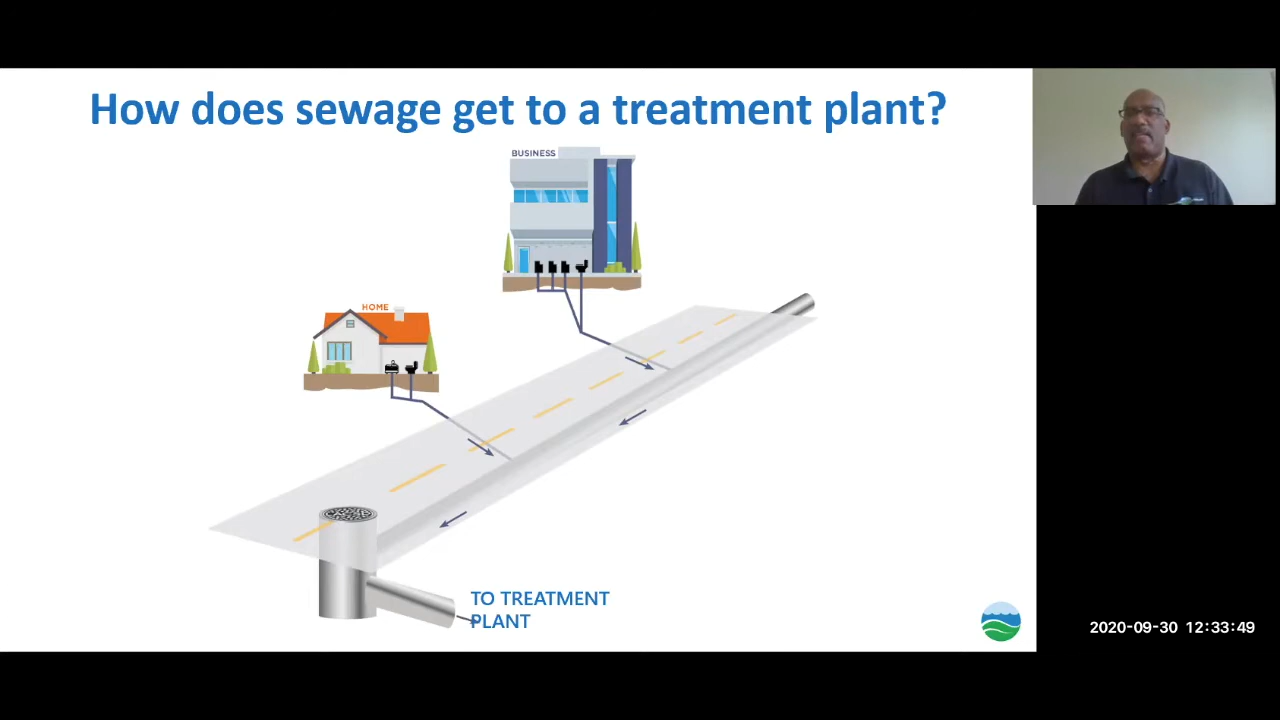 How does sewage get to a treatment plant?
BUSINESS
HOME
TO TREATMENT
PLANT
2020-09-30 12:33:49